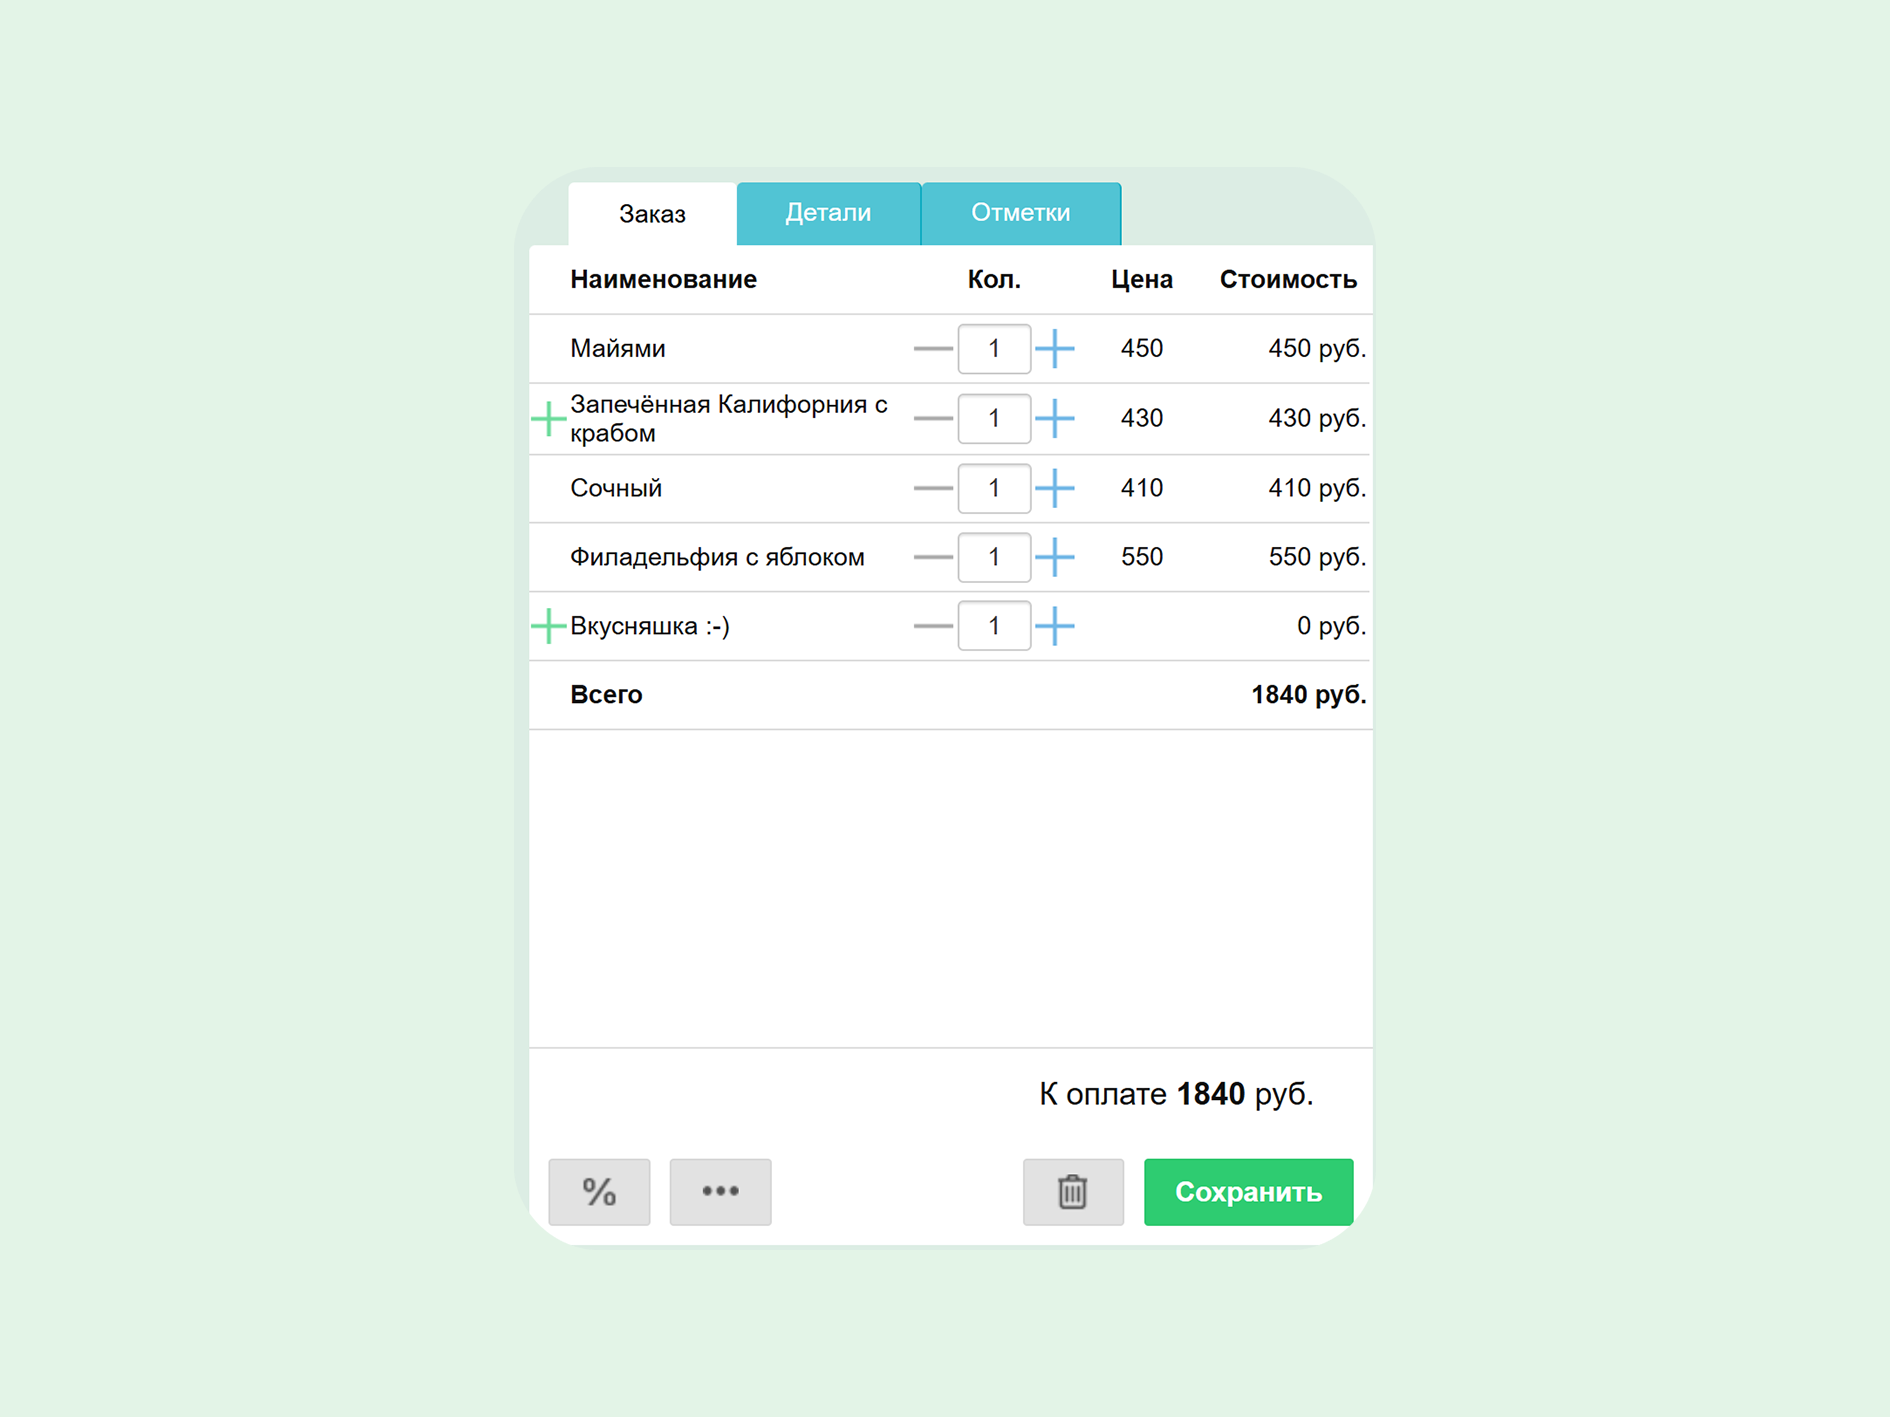 Заказ Детали Отметки
Наименование Кол. Цена Стоимость
Майями 1 450 450 руб.
Запечённая Калифорния с
крабом 1 430 430 руб.
Сочный 1 410 410 руб.
Филадельфия с яблоком 1 550 550 руб.
Вкусняшка :-) 1 0 руб.
Всего 1840 руб.
К оплате 1840 руб.
% ••• Сохранить